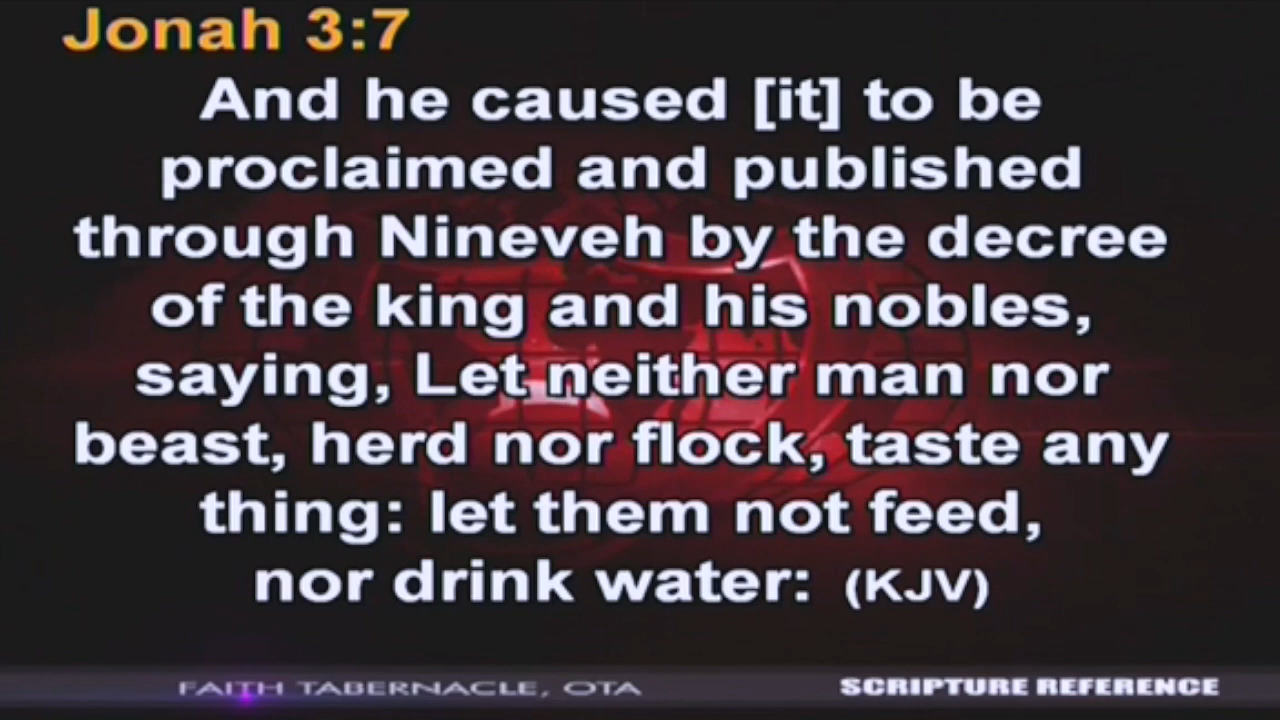 Jonah 3:7
And he caused [it] to be
proclaimed and published
through Nineveh by the decree
of the king and his nobles,
saying, Let neither man nor
beast, herd nor flock, taste any
thing: let them not feed,
nor drink water: (KJV)
FAITH TABERNACLE, OTA
SCRIPTURE REFERENCE